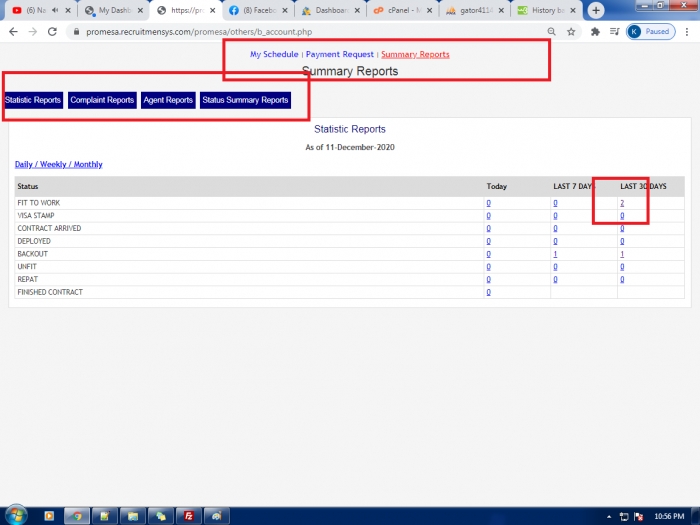 (6) Na
My Dashb
https://pr
(8) Facebo
Dashboar
cPanel - M
gator4114
History ba
promesa.recruitmensys.com/promesa/others/b_account.php
K Paused
My Schedule | Payment Request | Summary Reports
Summary Reports
Statistic Reports Complaint Reports Agent Reports Status Summary Reports
Statistic Reports
As of 11-December-2020
Daily / Weekly / Monthly
Status Today LAST 7 DAYS LAST 30 DAYS
FIT TO WORK 0 0 2
VISA STAMP 0 0 0
CONTRACT ARRIVED 0 0 0
DEPLOYED 0 0 0
BACKOUT 0 1 1
UNFIT 0 0 0
REPAT 0 0 0
FINISHED CONTRACT 0
10:56 PM